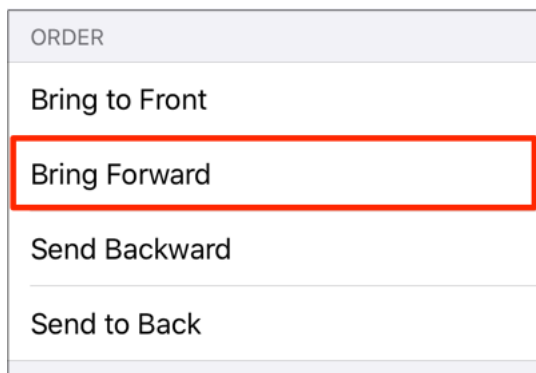 ORDER
Bring to Front
Bring Forward
Send Backward
Send to Back